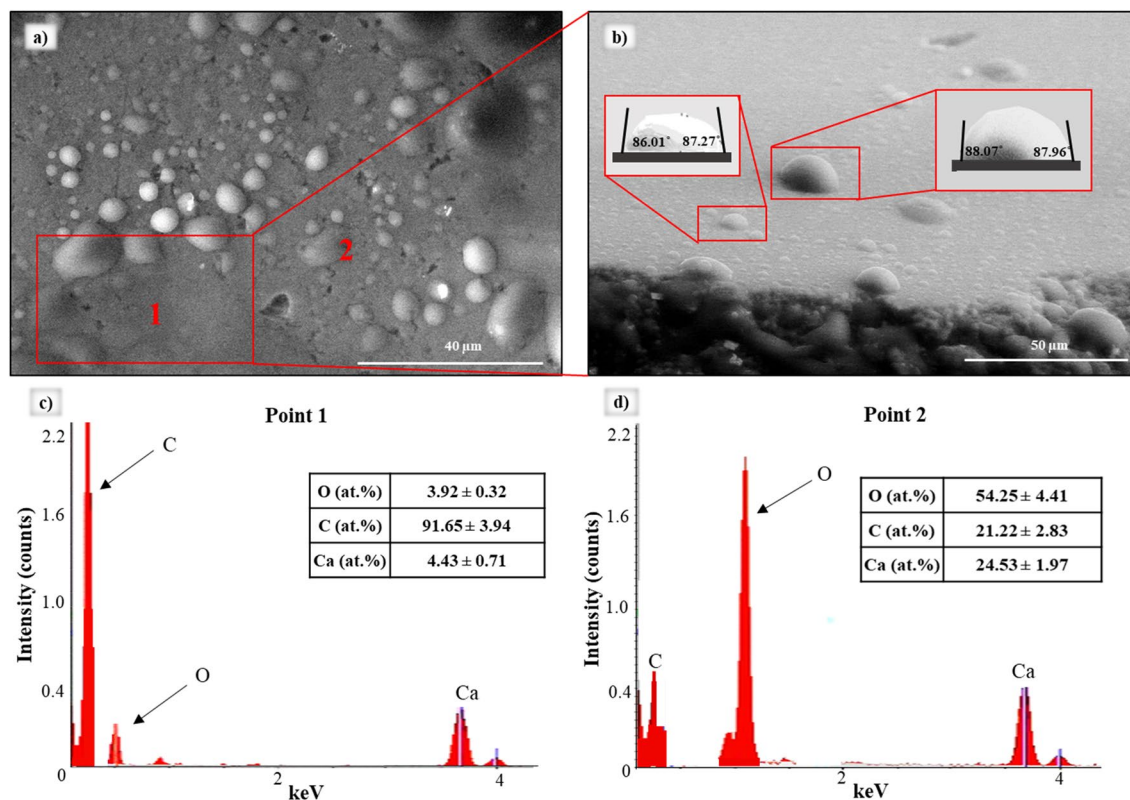 a)
1
2
40 μm
b)
86.01° 87.27°
88.07° 87.96°
50 μm
c)
Point 1
Intensity (counts)
2.2
1.6
1.0
0.4
0
2
4
keV
C
O
Ca
O (at.%) 3.92 ± 0.32
C (at.%) 91.65 ± 3.94
Ca (at.%) 4.43 ± 0.71
d)
Point 2
Intensity (counts)
2.2
1.6
1.0
0.4
0
2
4
keV
C
O
Ca
O (at.%) 54.25 ± 4.41
C (at.%) 21.22 ± 2.83
Ca (at.%) 24.53 ± 1.97